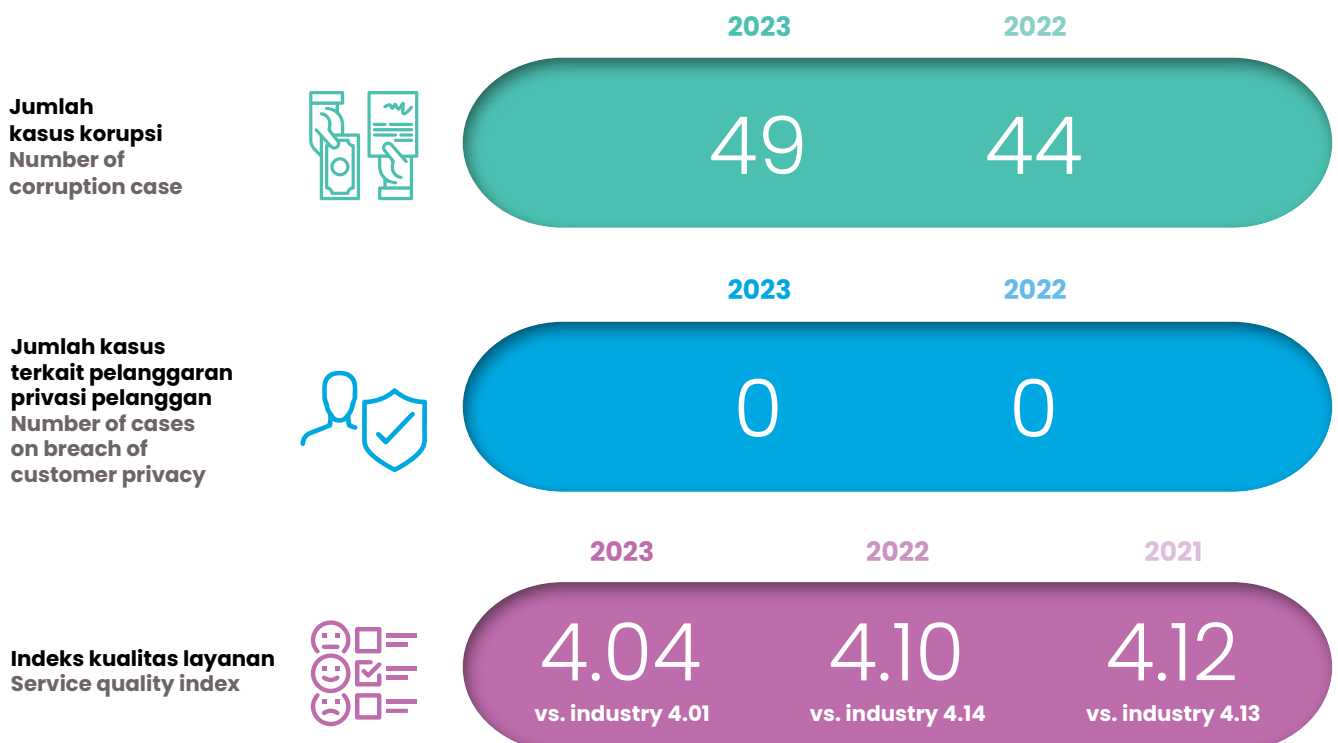 2023 2022
Jumlah
kasus korupsi
Number of
corruption case
49 44
2023 2022
Jumlah kasus
terkait pelanggaran
privasi pelanggan
Number of cases
on breach of
customer privacy
0 0
2023 2022 2021
Indeks kualitas layanan
Service quality index
4.04 4.10 4.12
vs. industry 4.01 vs. industry 4.14 vs. industry 4.13